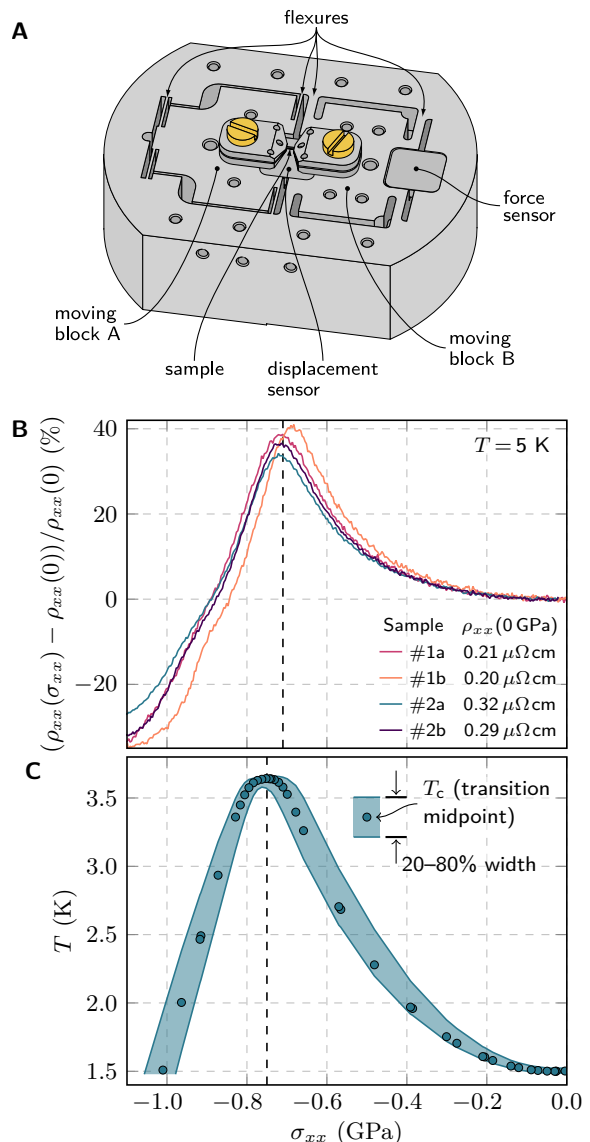 A
flexures
force
sensor
moving
block A
sample
displacement
sensor
moving
block B
B
(ρxx(σxx) − ρxx(0))/ρxx(0) (%)
40
20
0
−20
T = 5 K
Sample ρxx(0 GPa)
#1a 0.21 μΩcm
#1b 0.20 μΩcm
#2a 0.32 μΩcm
#2b 0.29 μΩcm
C
T (K)
3.5
3.0
2.5
2.0
1.5
Tc (transition
midpoint)
20–80% width
−1.0 −0.8 −0.6 −0.4 −0.2 0.0
σxx (GPa)